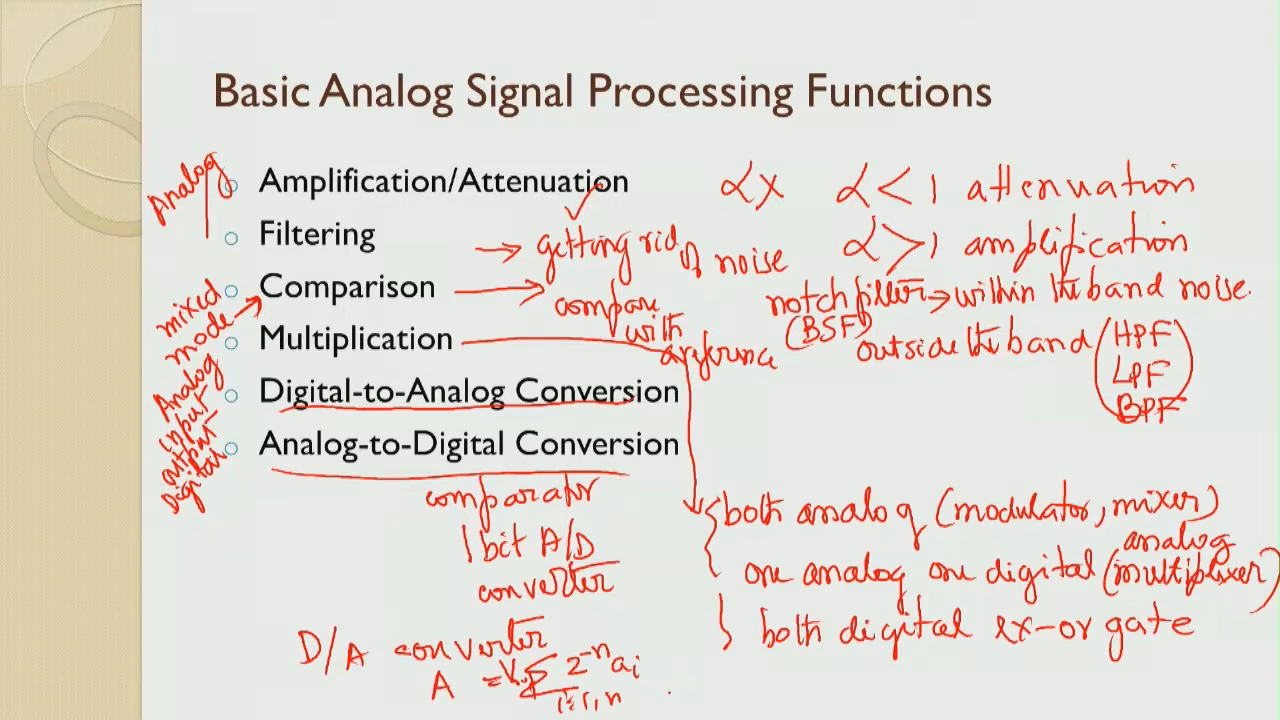 Basic Analog Signal Processing Functions
Analog
Amplification/Attenuation
αx α<1 attenuation
Filtering
→ getting rid of noise
α>1 amplification
mixed mode →
Comparison
→ compare with a reference
notch filter → within the band noise
(BSF)
outside the band (HPF
LPF
BPF)
Multiplication
Analog
input
output
Digital
Digital-to-Analog Conversion
Analog-to-Digital Conversion
comparator
1 bit A/D
converter
both analog (modulator, mixer)
analog
one analog one digital (multiplixer)
both digital ex-or gate
D/A converter
A = 2⁻ⁿ aᵢ